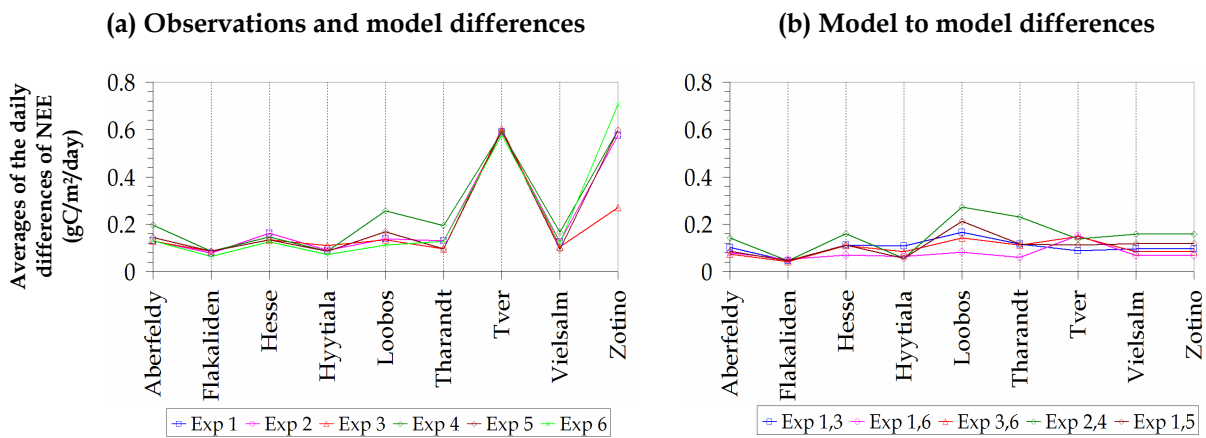 (a) Observations and model differences
(b) Model to model differences
Averages of the daily
differences of NEE
(gC/m²/day)
0.8
0.6
0.4
0.2
0
Aberfeldy
Flakaliden
Hesse
Hyytiala
Loobos
Tharandt
Tver
Vielsalm
Zotino
Exp 1 Exp 2 Exp 3 Exp 4 Exp 5 Exp 6
0.8
0.6
0.4
0.2
0
Aberfeldy
Flakaliden
Hesse
Hyytiala
Loobos
Tharandt
Tver
Vielsalm
Zotino
Exp 1,3 Exp 1,6 Exp 3,6 Exp 2,4 Exp 1,5